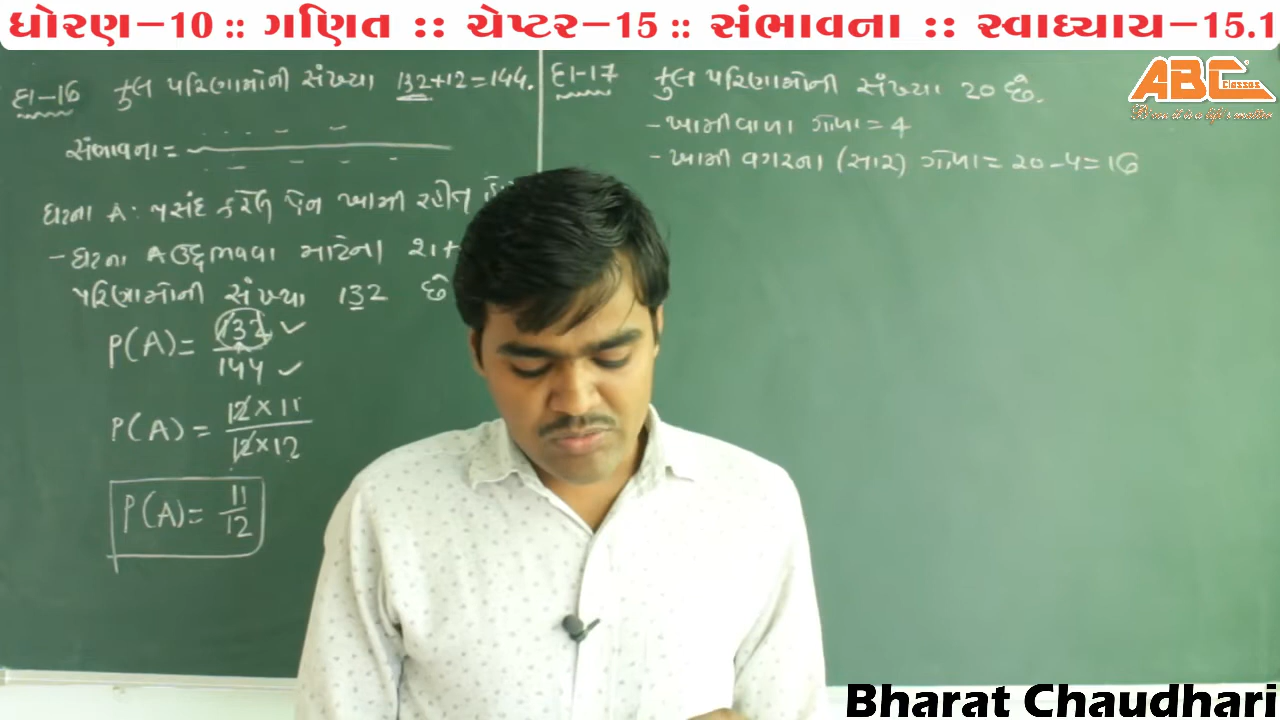 ધોરણ-10 :: ગણિત :: ચેપ્ટર-15 :: સંભાવના :: સ્વાધ્યાય-15.1
ABC
Classes
દા-16 કુલ પરિણામોની સંખ્યા 132+12=144.
સંભાવના =
ઘટના A: પસંદ કરેલ પેન ખામી રહીત
- ઘટના A ઉદ્દભવવા માટેના શક્ય
પરિણામોની સંખ્યા 132 છે
P(A) = 132
144
P(A) = 12 × 11
12 × 12
P(A) = 11
12
દા-17 કુલ પરિણામોની સંખ્યા 20 છે.
- ખામીવાળા ગોળા = 4
- ખામી વગરના (સારા) ગોળા = 20-4=16
Bharat Chaudhari